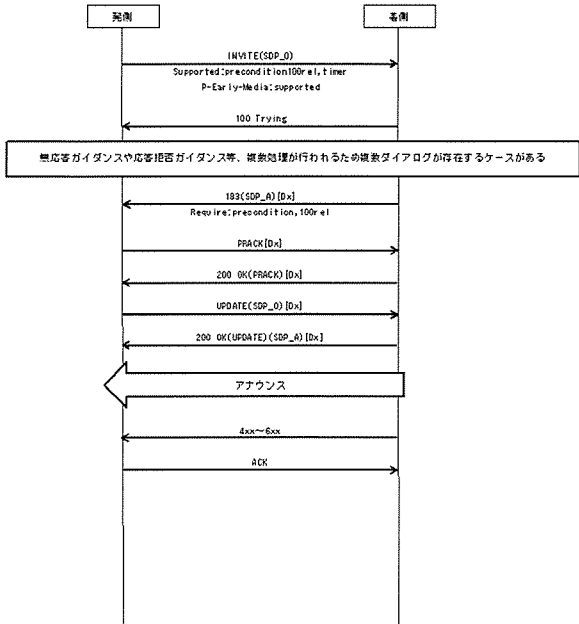 発側
着側
INVITE(SDP_O)
Supported:precondition100rel,timer
P-Early-Media:supported
100 Trying
無応答ガイダンスや応答拒否ガイダンス等、複数処理が行われるため複数ダイアログが存在するケースがある
183(SDP_A)[Dx]
Require:precondition,100rel
PRACK[Dx]
200 OK(PRACK)[Dx]
UPDATE(SDP_O)[Dx]
200 OK(UPDATE)(SDP_A)[Dx]
アナウンス
4xx～6xx
ACK